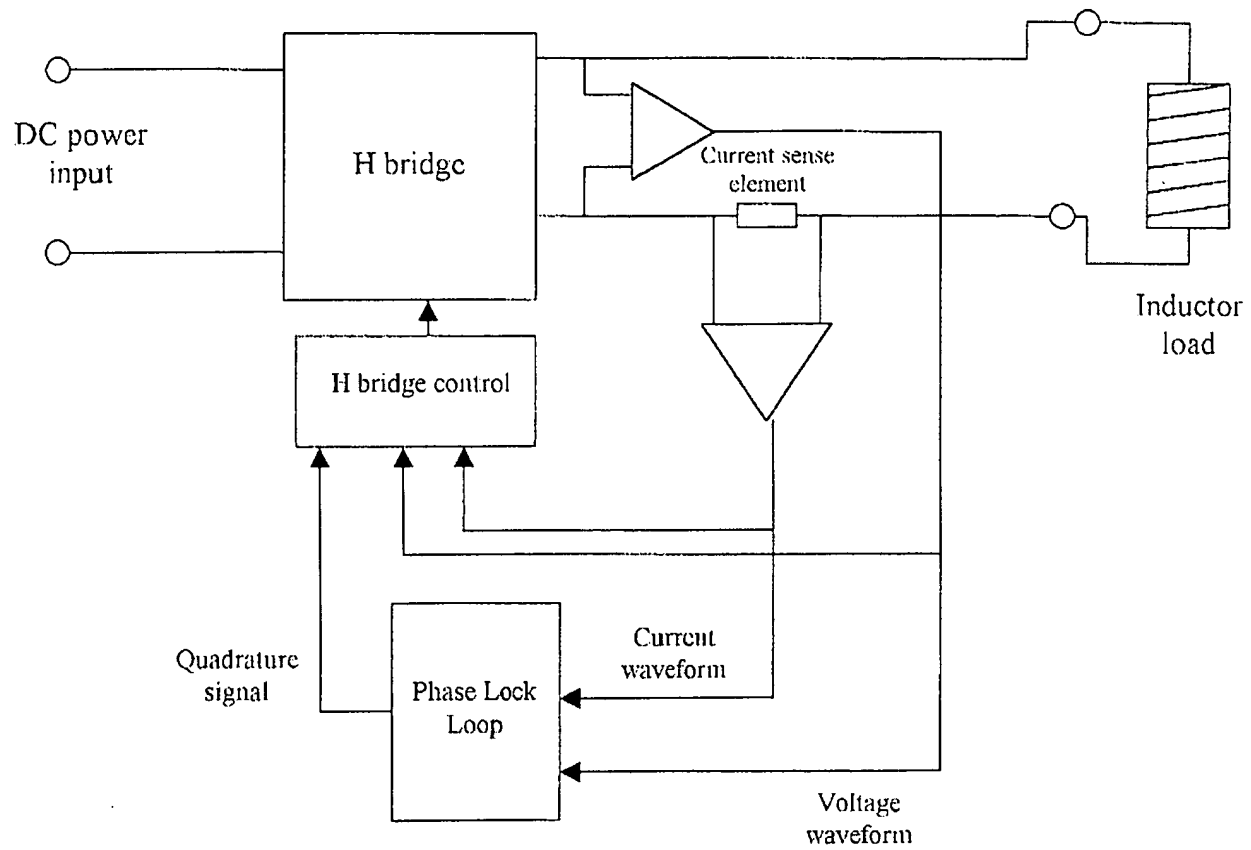 DC power
input
H bridge
Current sense
element
Inductor
load
H bridge control
Quadrature
signal
Phase Lock
Loop
Current
waveform
Voltage
waveform